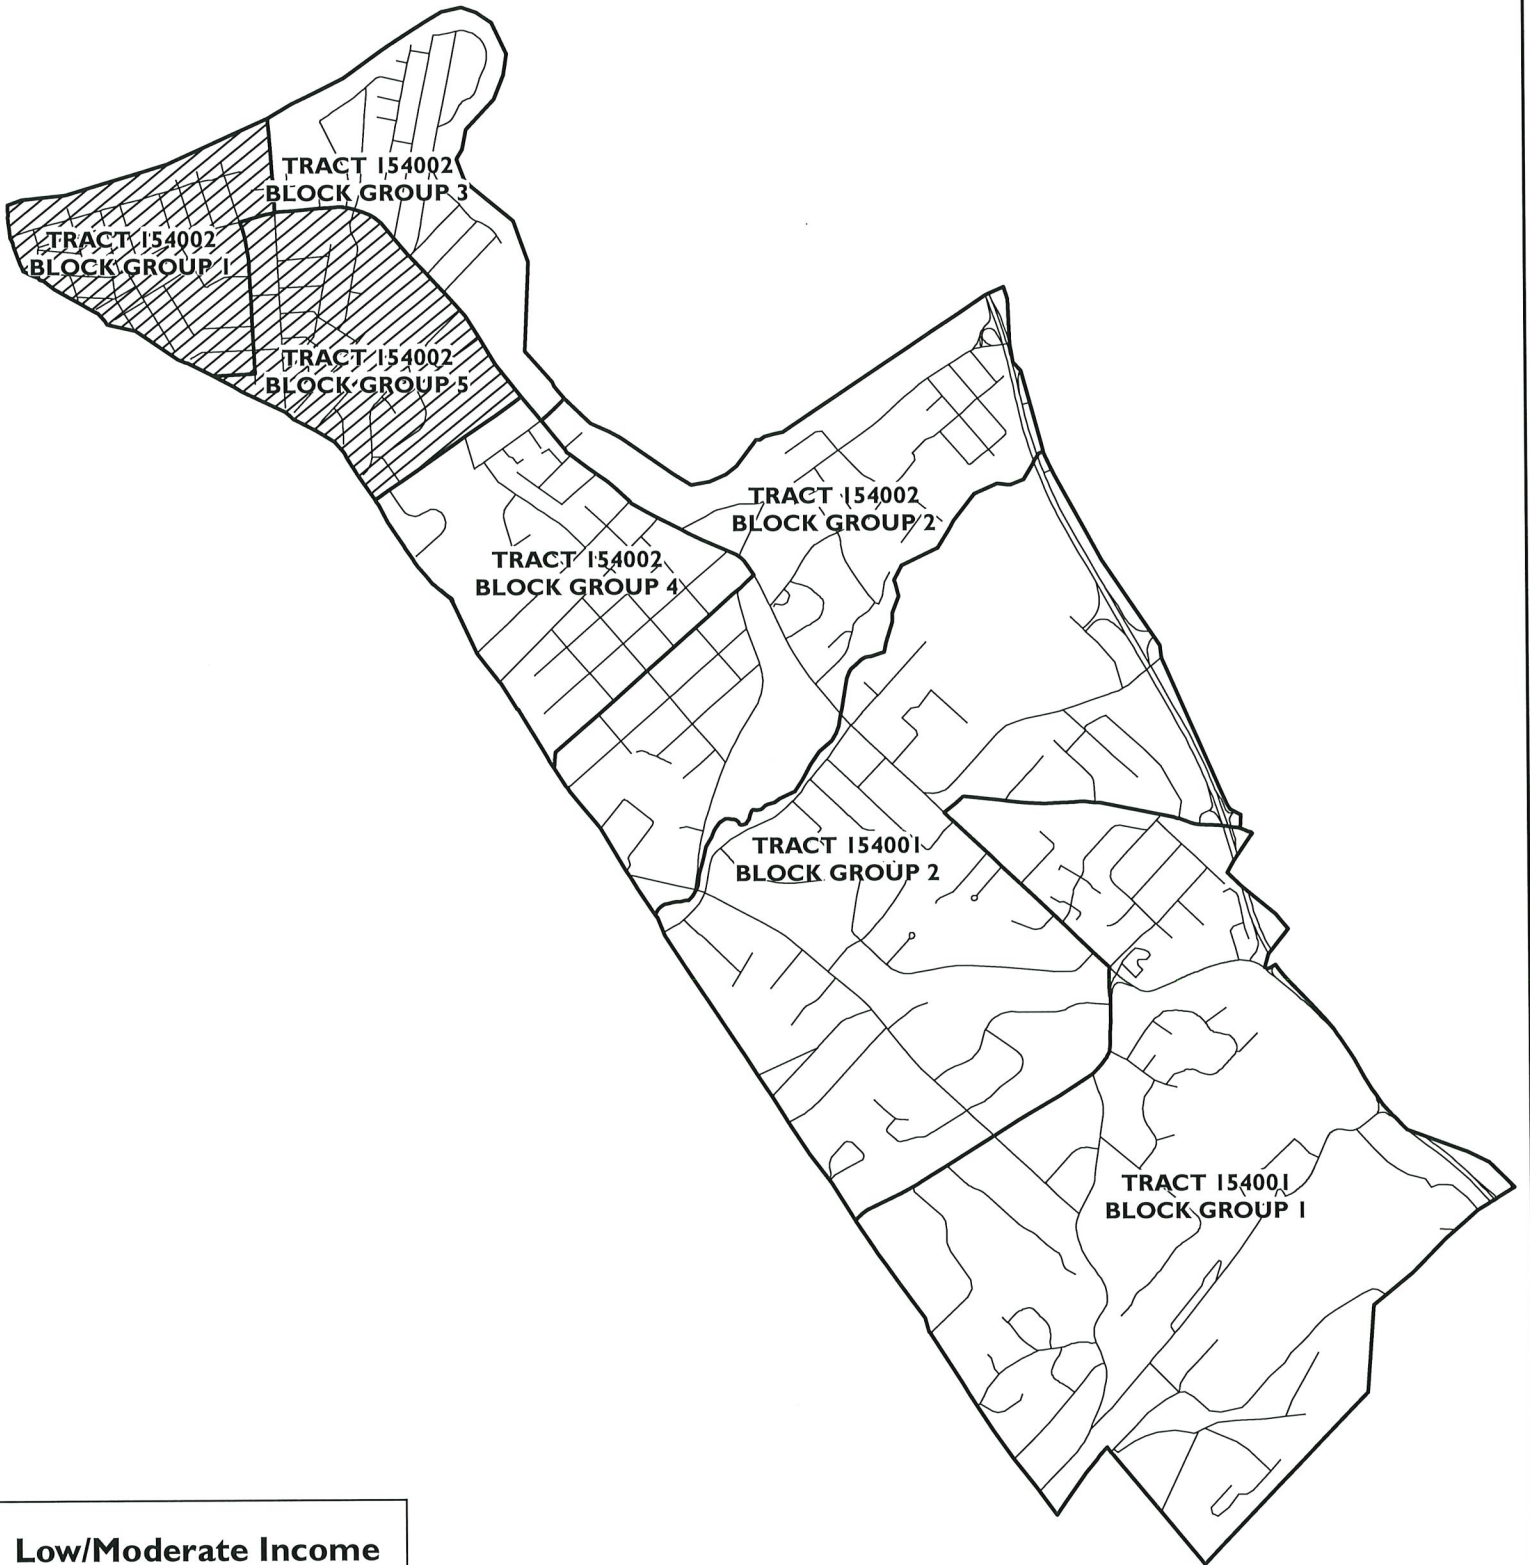 TRACT 154002
BLOCK GROUP 3
TRACT 154002
BLOCK GROUP 1
TRACT 154002
BLOCK GROUP 5
TRACT 154002
BLOCK GROUP 2
TRACT 154002
BLOCK GROUP 4
TRACT 154001
BLOCK GROUP 2
TRACT 154001
BLOCK GROUP 1
Low/Moderate Income